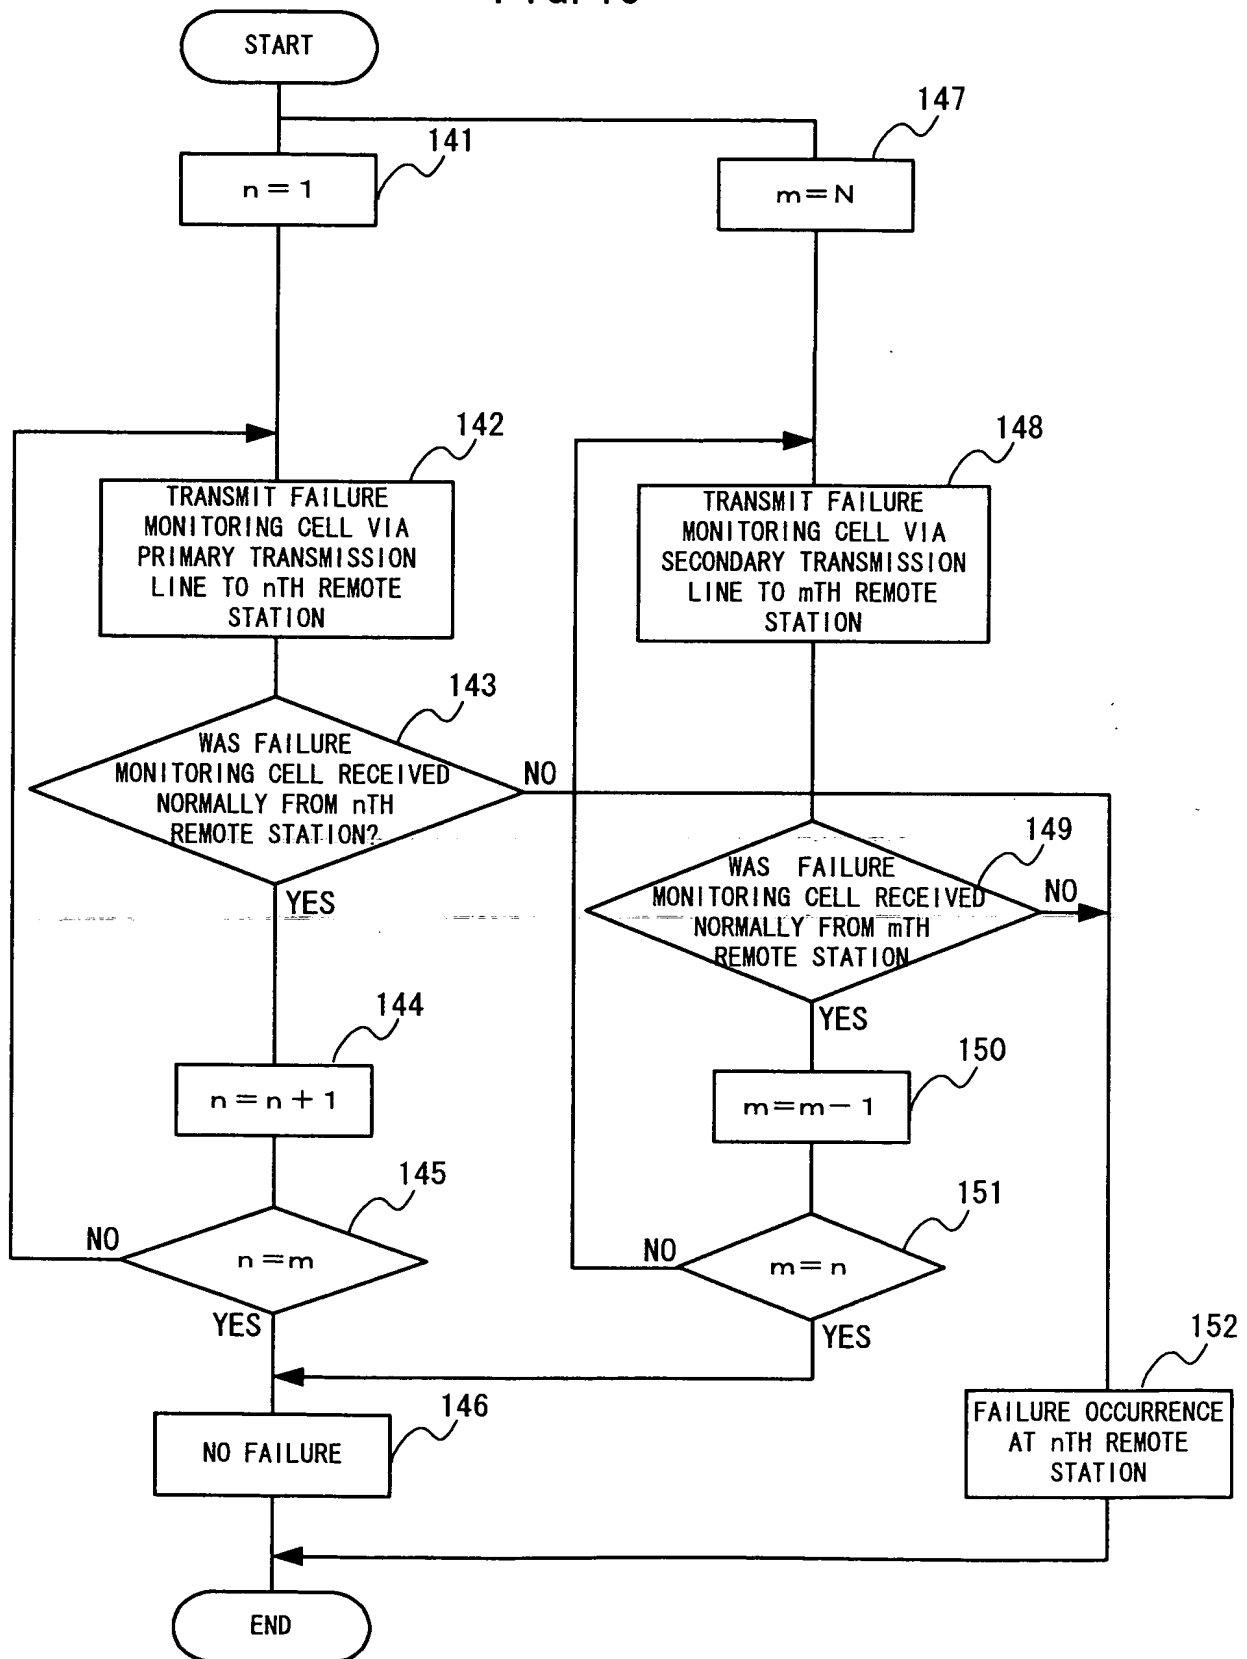 START
147
141
n=1
m=N
142
148
TRANSMIT FAILURE
MONITORING CELL VIA
PRIMARY TRANSMISSION
LINE TO nTH REMOTE
STATION
TRANSMIT FAILURE
MONITORING CELL VIA
SECONDARY TRANSMISSION
LINE TO mTH REMOTE
STATION
143
WAS FAILURE
MONITORING CELL RECEIVED
NORMALLY FROM nTH
REMOTE STATION?
NO
YES
149
WAS FAILURE
MONITORING CELL RECEIVED
NORMALLY FROM mTH
REMOTE STATION
NO
YES
144
n=n+1
150
m=m-1
145
n=m
NO
YES
151
m=n
NO
YES
152
FAILURE OCCURRENCE
AT nTH REMOTE
STATION
146
NO FAILURE
END